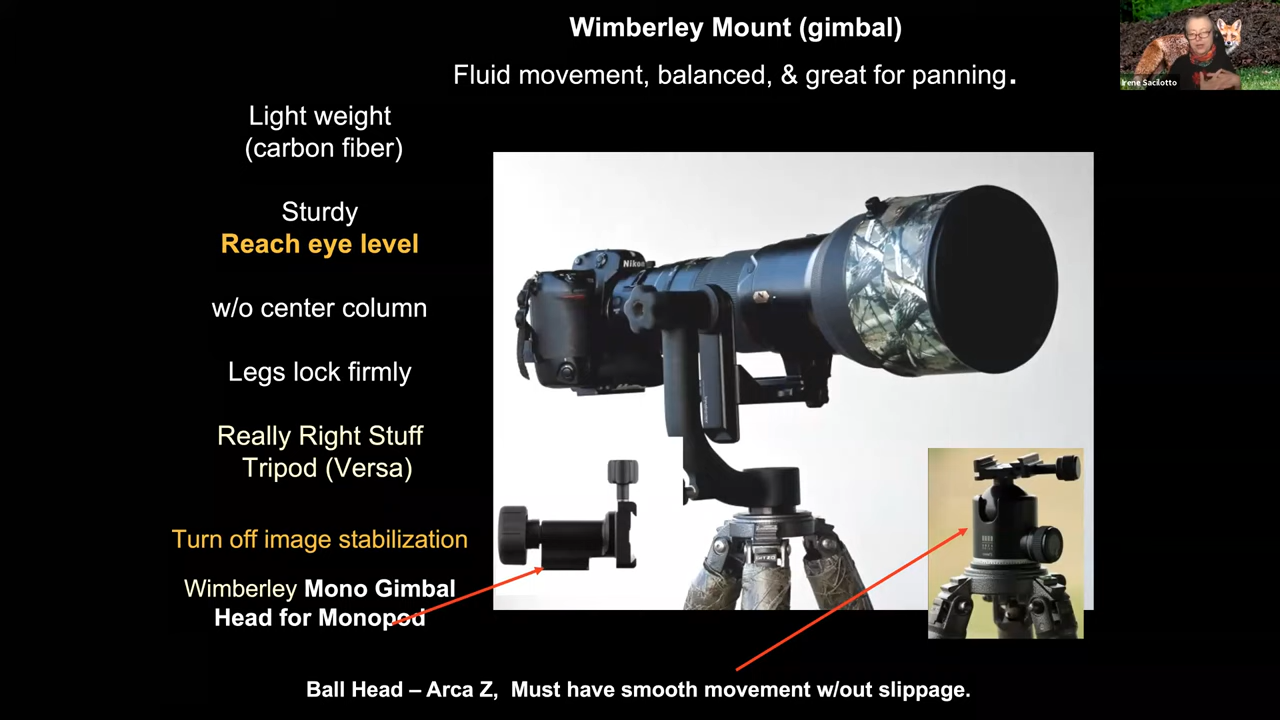 Wimberley Mount (gimbal)
Fluid movement, balanced, & great for panning.
Irene Sacilotto
Light weight
(carbon fiber)
Sturdy
Reach eye level
w/o center column
Legs lock firmly
Really Right Stuff
Tripod (Versa)
Turn off image stabilization
Wimberley Mono Gimbal
Head for Monopod
Nikon
Ball Head – Arca Z, Must have smooth movement w/out slippage.